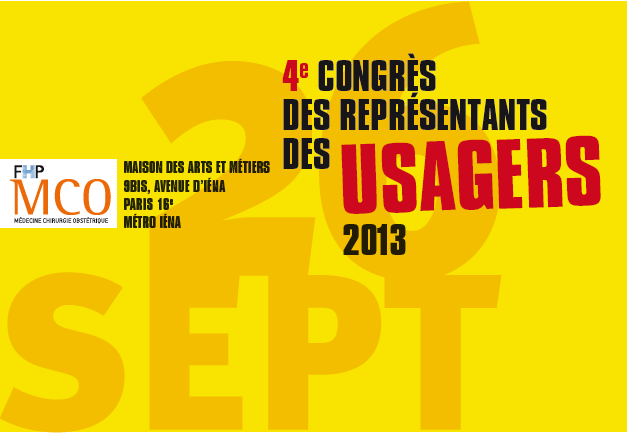 26
SEPT
4e CONGRÈS
DES REPRÉSENTANTS
DES USAGERS
2013
FHP
MCO
MÉDECINE CHIRURGIE OBSTÉTRIQUE
MAISON DES ARTS ET MÉTIERS
9BIS, AVENUE D'IÉNA
PARIS 16e
MÉTRO IÉNA